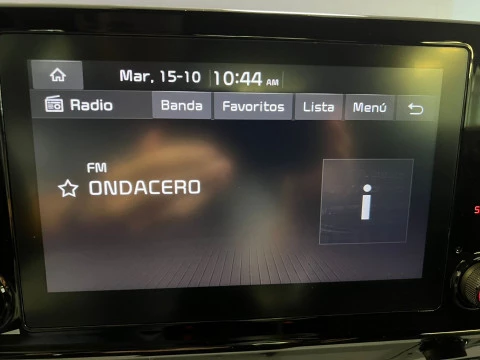 Mar. 15-10 10:44 AM
Radio Banda Favoritos Lista Menú
FM
ONDACERO
i